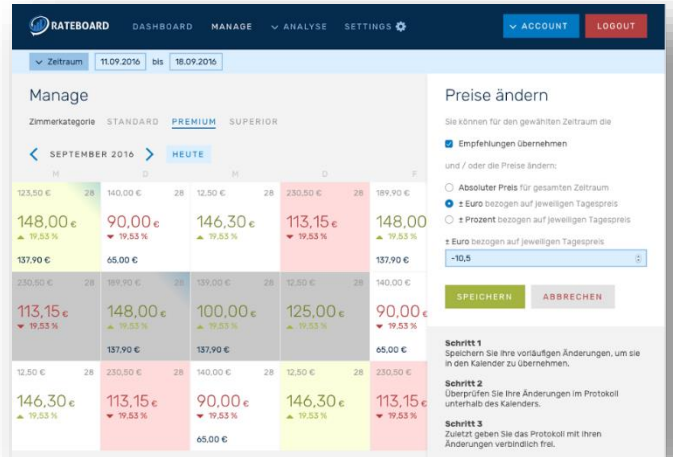 RATEBOARD DASHBOARD MANAGE ANALYSE SETTINGS ACCOUNT LOGOUT
Zeitraum 11.09.2016 bis 18.09.2016
Manage
Zimmerkategorie STANDARD PREMIUM SUPERIOR
SEPTEMBER 2016 HEUTE
M D M D F
123,50 € 28 140,00 € 28 12,50 € 28 230,50 € 28 189,90 €
148,00 € 90,00 € 146,30 € 113,15 € 148,00
▲ 19,53 % ▼ 19,53 % ▲ 19,53 % ▼ 19,53 % ▲ 19,53 %
137,90 € 65,00 € 137,90 €
230,50 € 28 189,90 € 28 139,00 € 28 12,50 € 28 140,00 €
113,15 € 148,00 € 100,00 € 125,00 € 90,00 €
▼ 19,53 % ▲ 19,53 % ▲ 19,53 % ▲ 19,53 % ▼ 19,53 %
137,90 € 137,90 € 65,00 €
12,50 € 28 230,50 € 28 140,00 € 28 12,50 € 28 230,50 €
146,30 € 113,15 € 90,00 € 146,30 € 113,15 €
▲ 19,53 % ▼ 19,53 % ▼ 19,53 % ▲ 19,53 % ▼ 19,53 %
65,00 €
Preise ändern
Sie können für den gewählten Zeitraum die
Empfehlungen übernehmen
und / oder die Preise ändern:
Absoluter Preis für gesamten Zeitraum
± Euro bezogen auf jeweiligen Tagespreis
± Prozent bezogen auf jeweiligen Tagespreis
± Euro bezogen auf jeweiligen Tagespreis
-10,5
SPEICHERN ABBRECHEN
Schritt 1
Speichern Sie Ihre vorläufigen Änderungen, um sie
in den Kalender zu übernehmen.
Schritt 2
Überprüfen Sie Ihre Änderungen im Protokoll
unterhalb des Kalenders.
Schritt 3
Zuletzt geben Sie das Protokoll mit Ihren
Änderungen verbindlich frei.